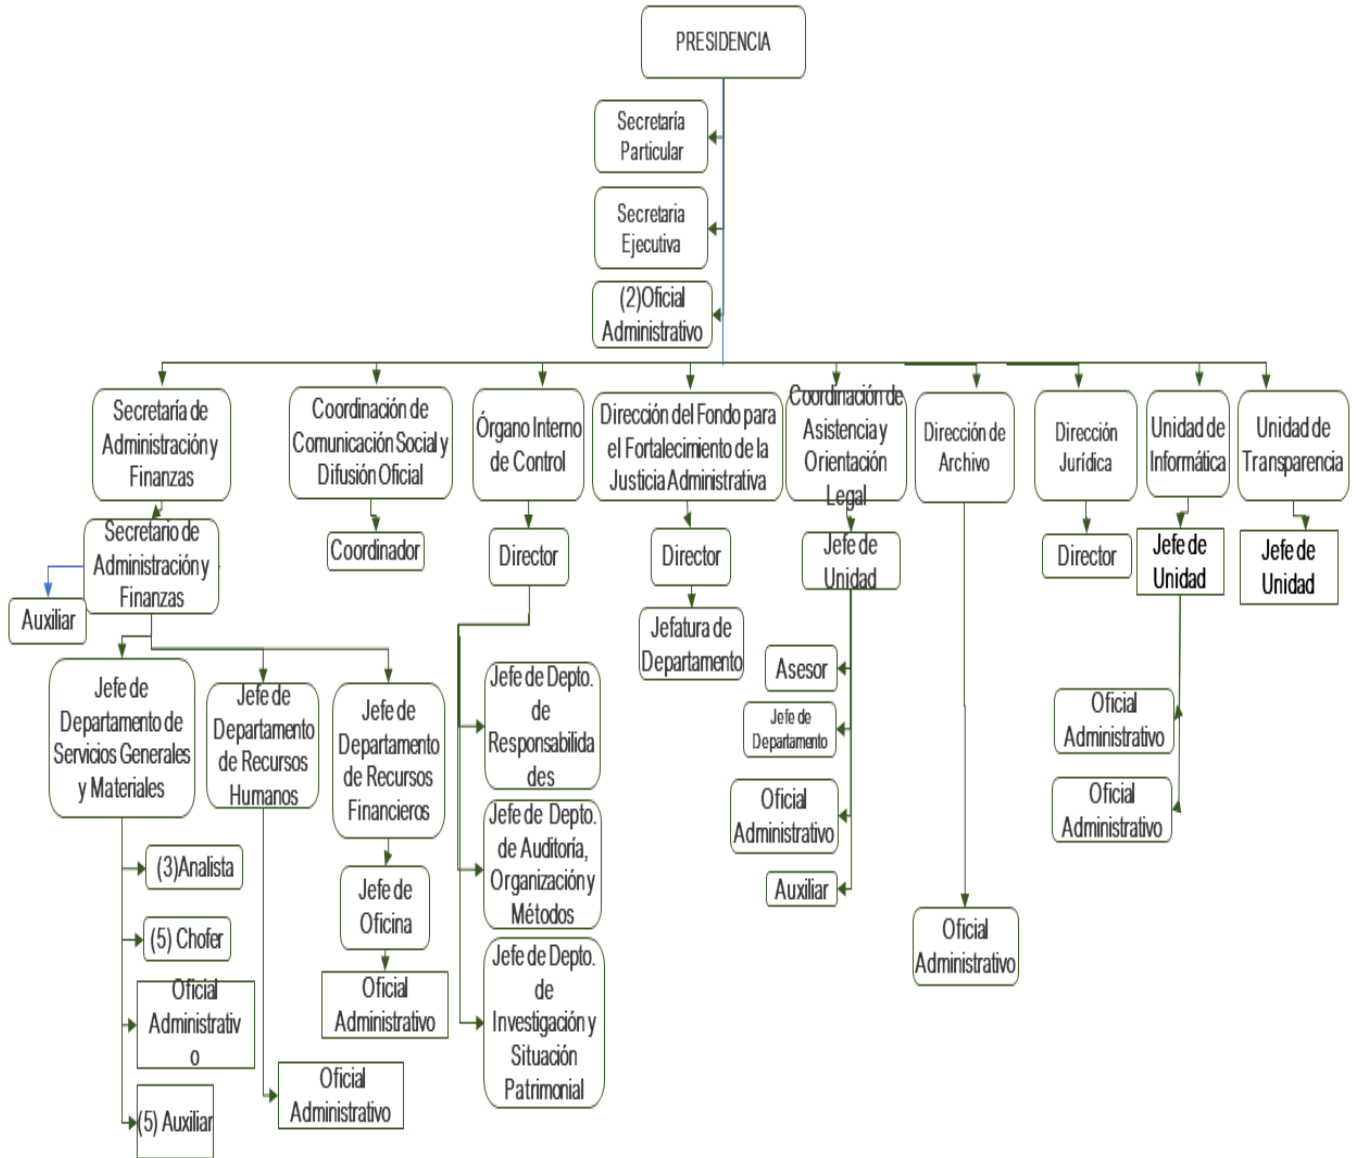 PRESIDENCIA
Secretaría
Particular
Secretaria
Ejecutiva
(2)Oficial
Administrativo
Secretaría de
Administración y
Finanzas
Coordinación de
Comunicación Social y
Difusión Oficial
Órgano Interno
de Control
Dirección del Fondo para
el Fortalecimiento de la
Justicia Administrativa
Coordinación de
Asistencia y
Orientación
Legal
Dirección de
Archivo
Dirección
Jurídica
Unidad de
Informática
Unidad de
Transparencia
Secretario de
Administración y
Finanzas
Auxiliar
Coordinador
Director
Director
Jefatura de
Departamento
Jefe de
Unidad
Director
Jefe de
Unidad
Jefe de
Unidad
Jefe de
Departamento de
Servicios Generales
y Materiales
Jefe de
Departamento
de Recursos
Humanos
Jefe de
Departamento
de Recursos
Financieros
Jefe de Depto.
de
Responsabilida
des
Jefe de Depto.
de Auditoría,
Organización y
Métodos
Jefe de Depto.
de
Investigación y
Situación
Patrimonial
Asesor
Jefe de
Departamento
Oficial
Administrativo
Auxiliar
Oficial
Administrativo
Oficial
Administrativo
Oficial
Administrativo
(3)Analista
(5) Chofer
Oficial
Administrativ
o
(5) Auxiliar
Oficial
Administrativo
Jefe de
Oficina
Oficial
Administrativo